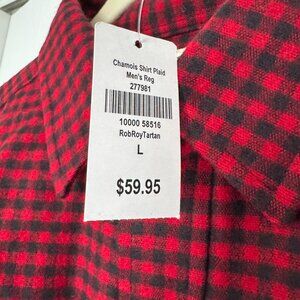 Chamois Shirt Plaid
Men's Reg
277981
10000 58516
RobRoyTartan
L
$59.95